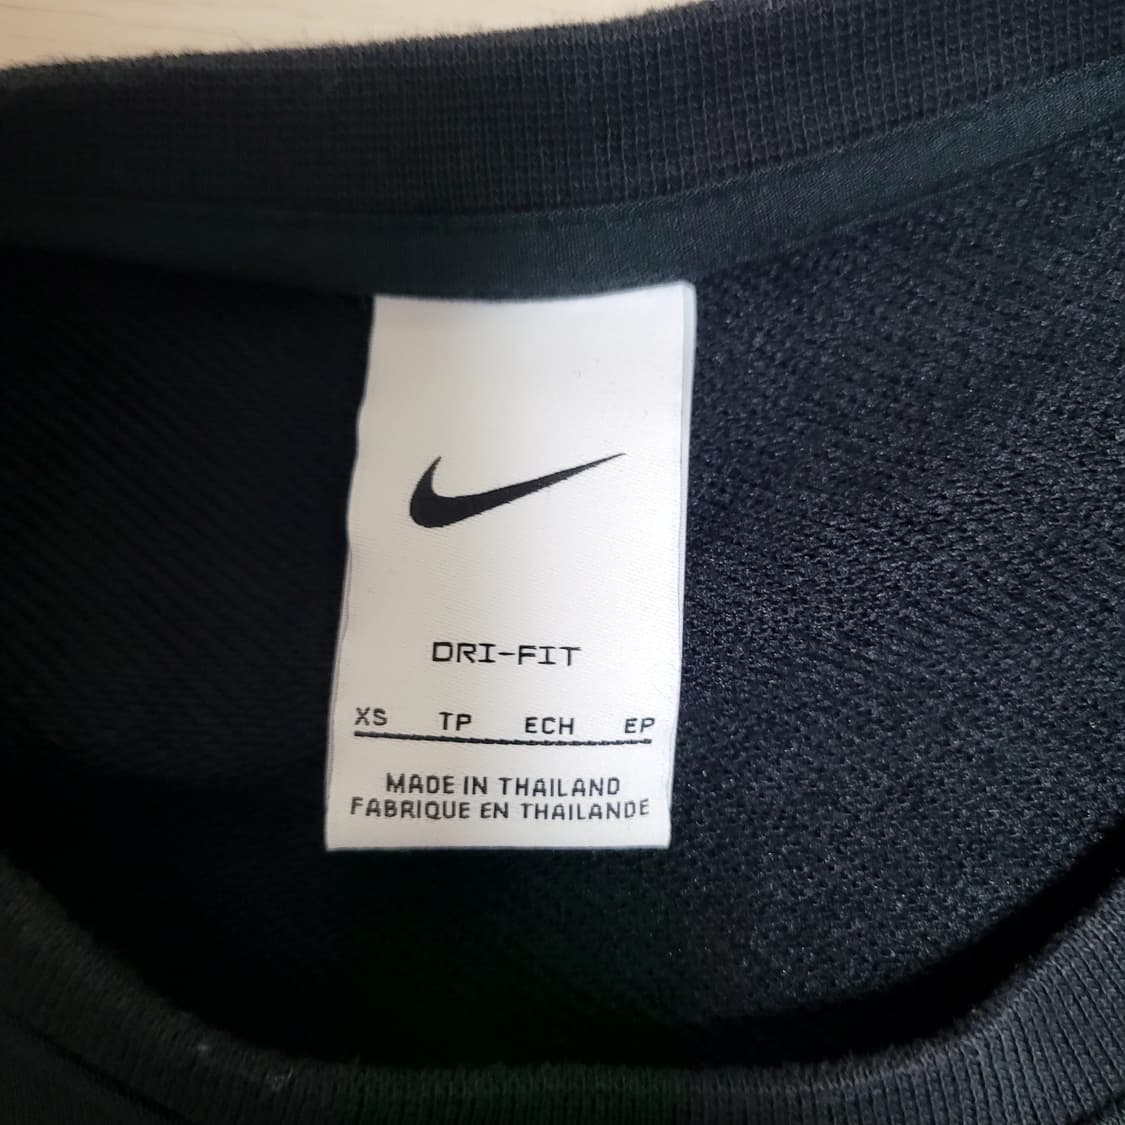 DRI-FIT
XS TP ECH EP
MADE IN THAILAND
FABRIQUE EN THAILANDE